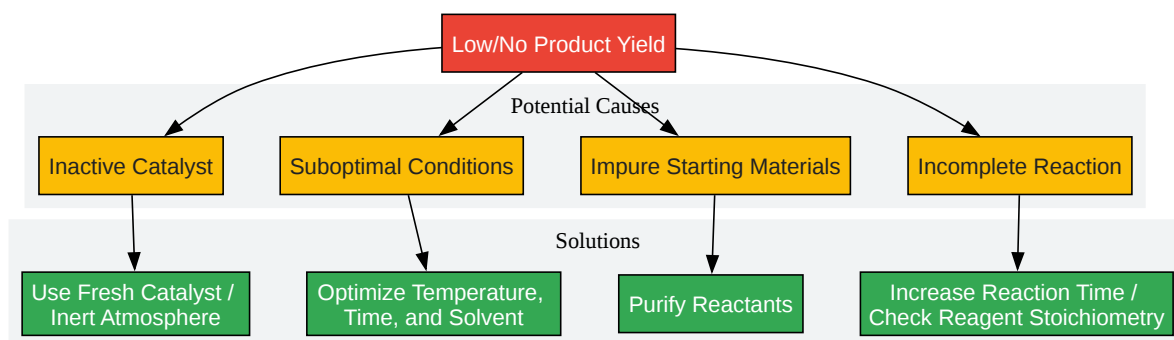 Low/No Product Yield
Potential Causes
Inactive Catalyst
Suboptimal Conditions
Impure Starting Materials
Incomplete Reaction
Solutions
Use Fresh Catalyst /
Inert Atmosphere
Optimize Temperature,
Time, and Solvent
Purify Reactants
Increase Reaction Time /
Check Reagent Stoichiometry